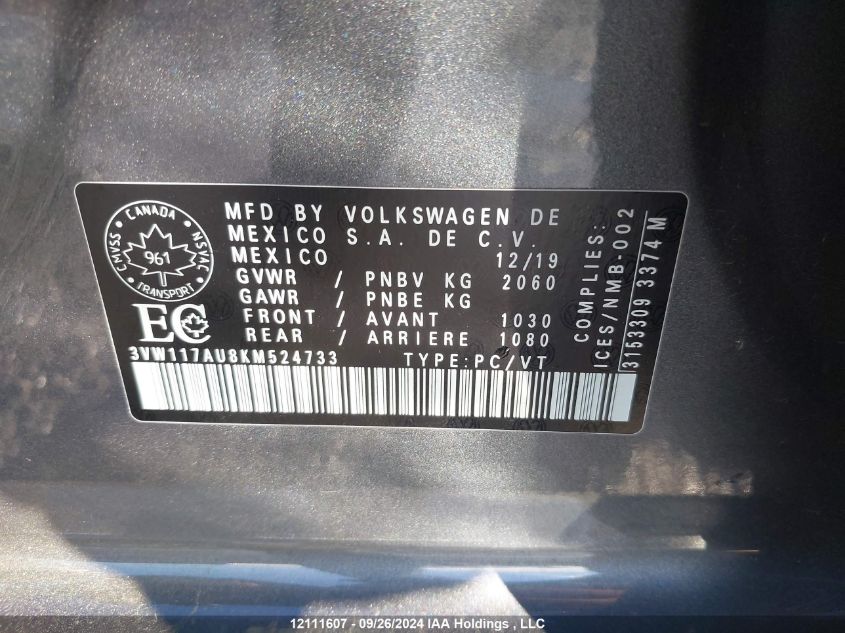 CANADA
CMVSS
NSVAC
961
TRANSPORT
EC
MFD BY VOLKSWAGEN DE
MEXICO S.A. DE C.V.
MEXICO 12/19
GVWR / PNBV KG 2060
GAWR / PNBE KG
FRONT / AVANT 1030
REAR / ARRIERE 1080
3VW117AU8KM524733 TYPE:PC/VT
COMPLIES:
ICES/NMB-002
3153309 3374 M
12111607 - 09/26/2024 IAA Holdings , LLC